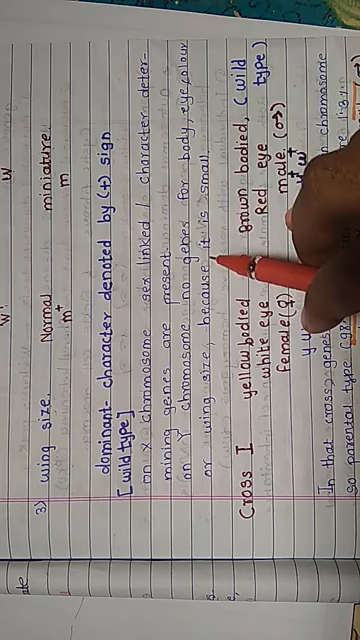 W+ W
3) wing size. Normal miniature
m+ m
dominant- character denoted by (+) sign
[wild type]
on X chromosome sex linked / character deter-
mining genes are present.
on Y chromosome no genes for body, eye colour
or wing size, because it is small.
Cross I yellow bodied Brown bodied, (wild
white eye Red eye type)
female (♀) male (♂)
y w y+ w+
In that cross, genes chromosome
so parental type (98 1.3%